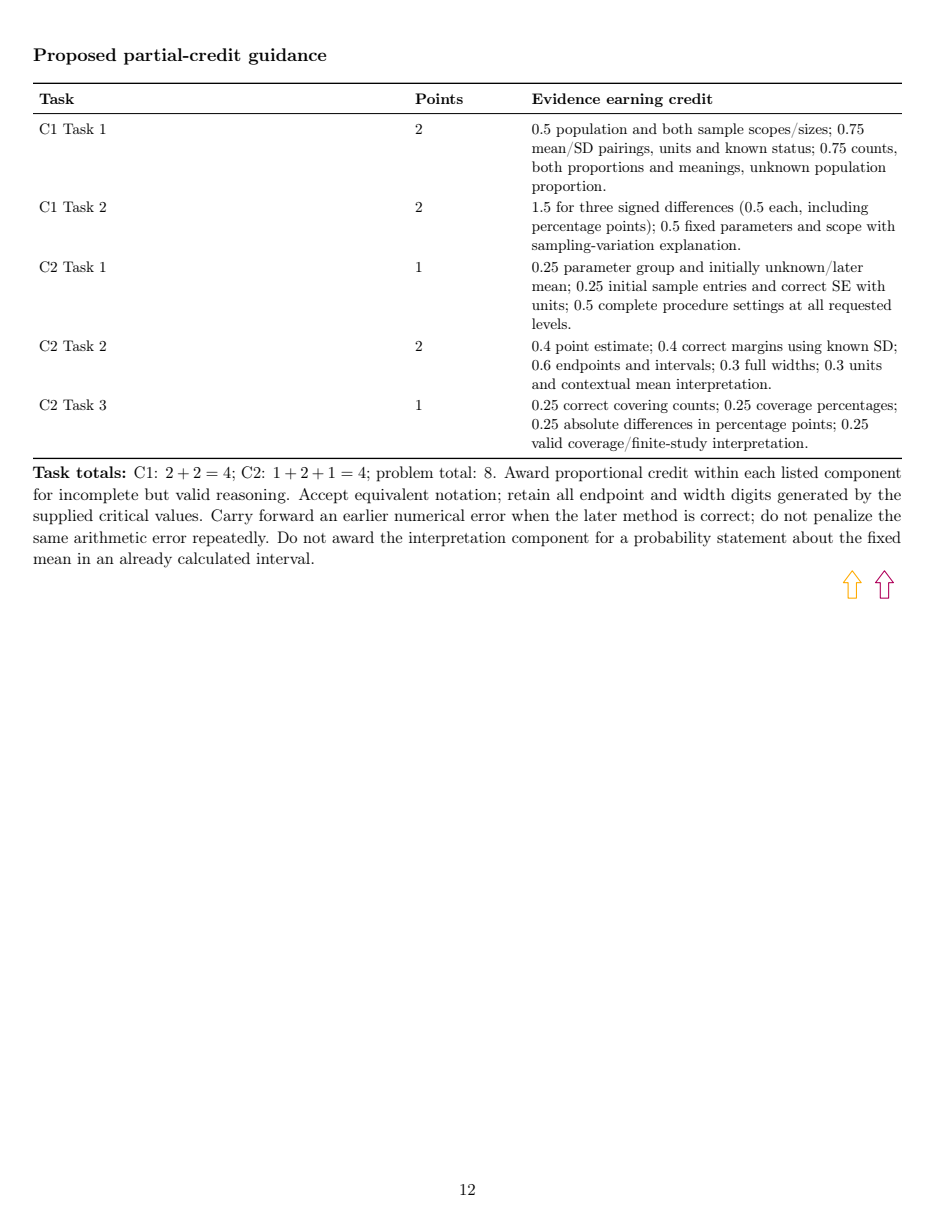 Proposed partial-credit guidance
Task Points Evidence earning credit
C1 Task 1 2 0.5 population and both sample scopes/sizes; 0.75
mean/SD pairings, units and known status; 0.75 counts,
both proportions and meanings, unknown population
proportion.
C1 Task 2 2 1.5 for three signed differences (0.5 each, including
percentage points); 0.5 fixed parameters and scope with
sampling-variation explanation.
C2 Task 1 1 0.25 parameter group and initially unknown/later
mean; 0.25 initial sample entries and correct SE with
units; 0.5 complete procedure settings at all requested
levels.
C2 Task 2 2 0.4 point estimate; 0.4 correct margins using known SD;
0.6 endpoints and intervals; 0.3 full widths; 0.3 units
and contextual mean interpretation.
C2 Task 3 1 0.25 correct covering counts; 0.25 coverage percentages;
0.25 absolute differences in percentage points; 0.25
valid coverage/finite-study interpretation.
Task totals: C1: 2 + 2 = 4; C2: 1 + 2 + 1 = 4; problem total: 8. Award proportional credit within each listed component
for incomplete but valid reasoning. Accept equivalent notation; retain all endpoint and width digits generated by the
supplied critical values. Carry forward an earlier numerical error when the later method is correct; do not penalize the
same arithmetic error repeatedly. Do not award the interpretation component for a probability statement about the fixed
mean in an already calculated interval.
12